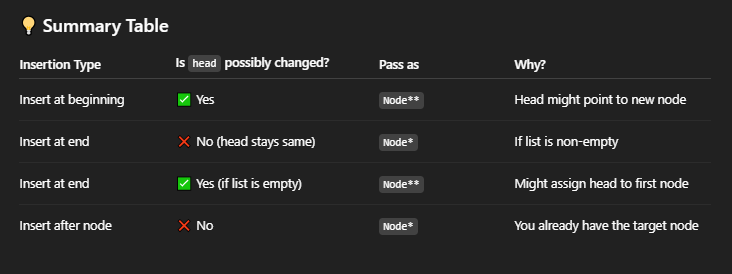 💡 Summary Table
Insertion Type Is head possibly changed? Pass as Why?
Insert at beginning ✅ Yes Node** Head might point to new node
Insert at end ❌ No (head stays same) Node* If list is non-empty
Insert at end ✅ Yes (if list is empty) Node** Might assign head to first node
Insert after node ❌ No Node* You already have the target node